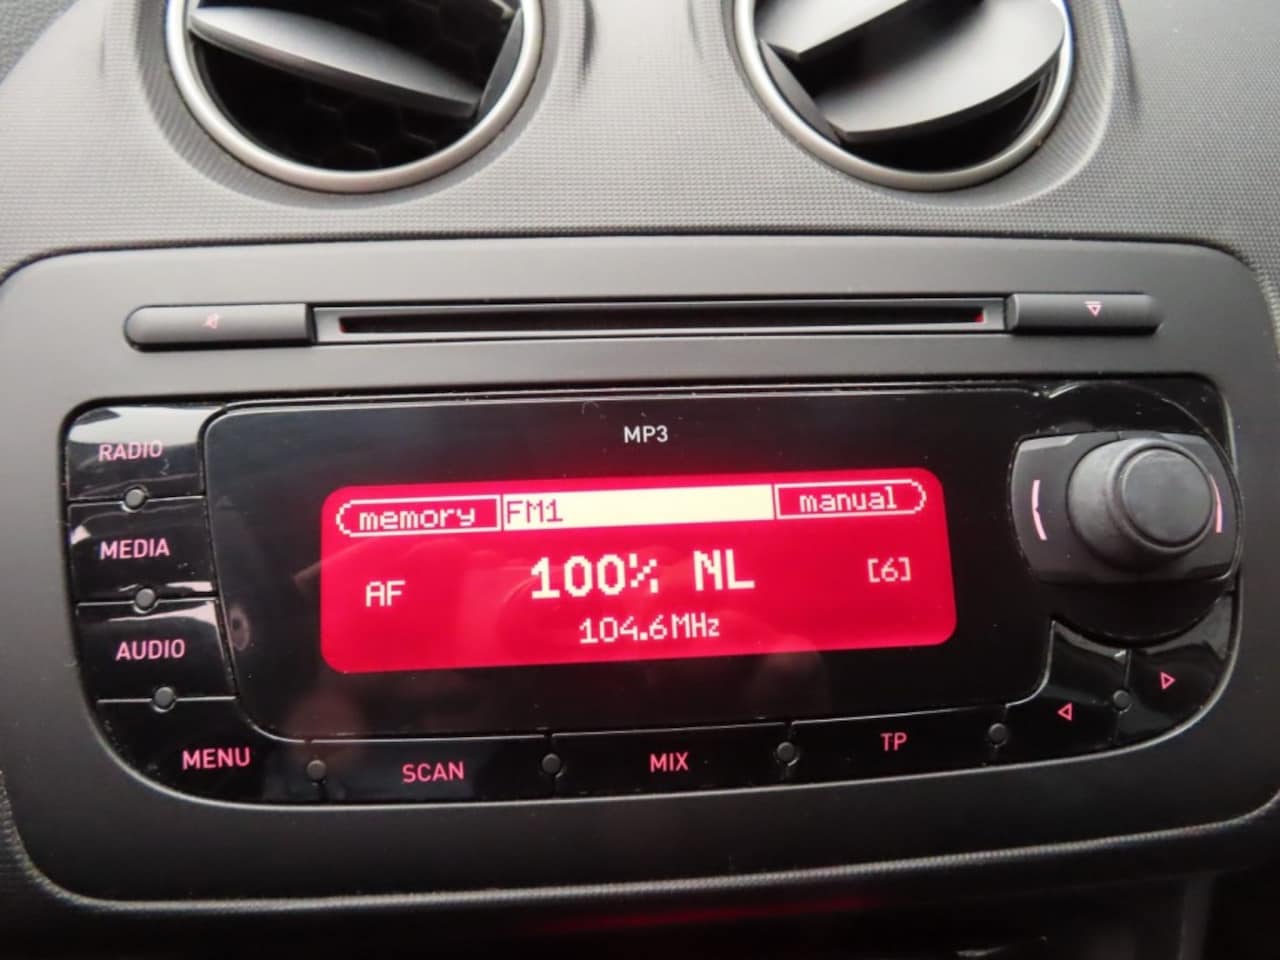 MP3
RADIO
MEDIA
AUDIO
MENU
memory FM1 manual
AF 100% NL [6]
104.6MHz
SCAN MIX TP